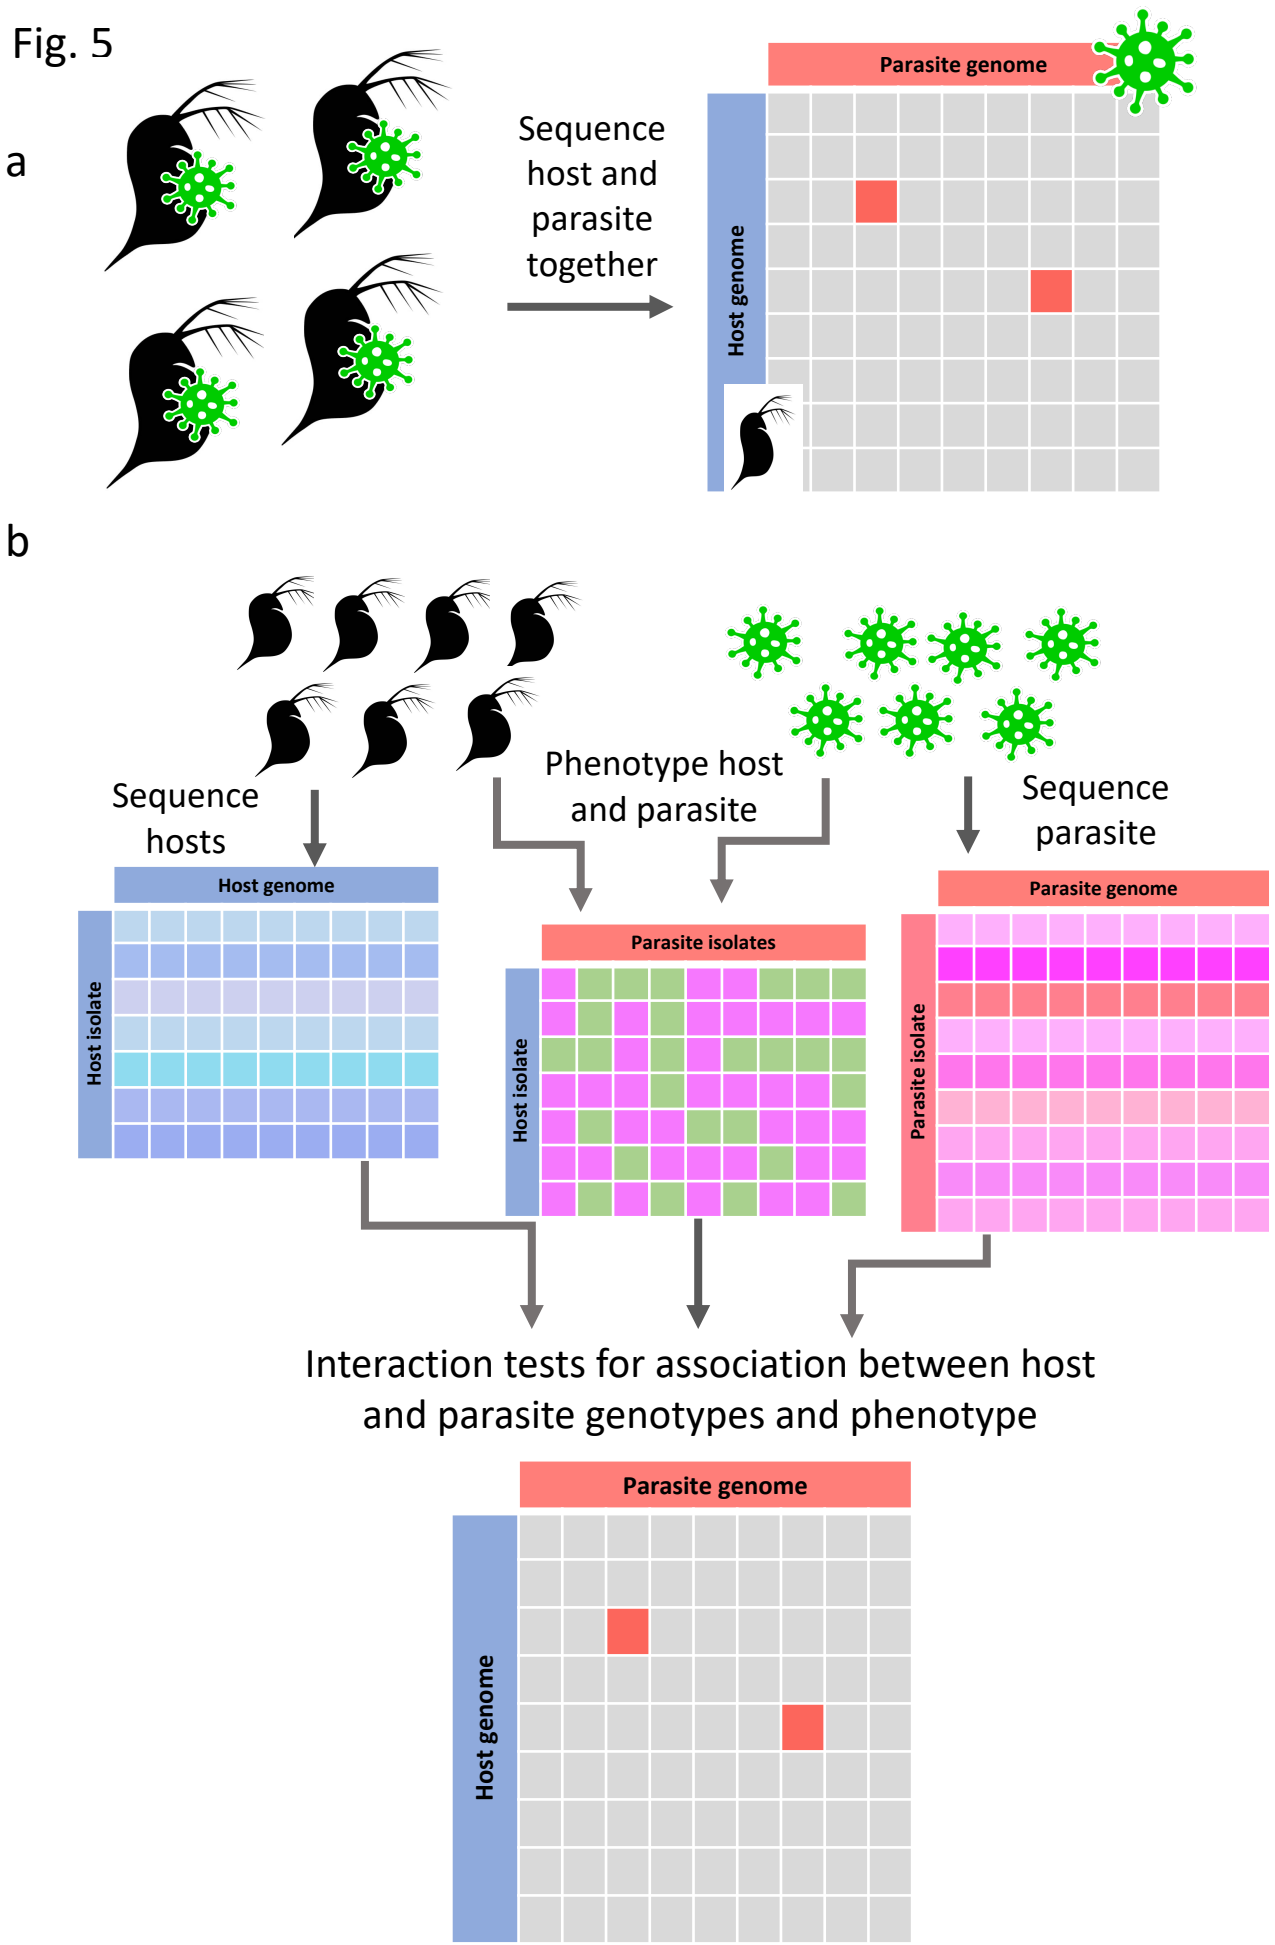 Fig. 5
a
Sequence
host and
parasite
together
Parasite genome
Host genome
b
Sequence
hosts
Phenotype host
and parasite
Sequence
parasite
Host genome
Host isolate
Parasite isolates
Host isolate
Parasite genome
Parasite isolate
Interaction tests for association between host
and parasite genotypes and phenotype
Parasite genome
Host genome